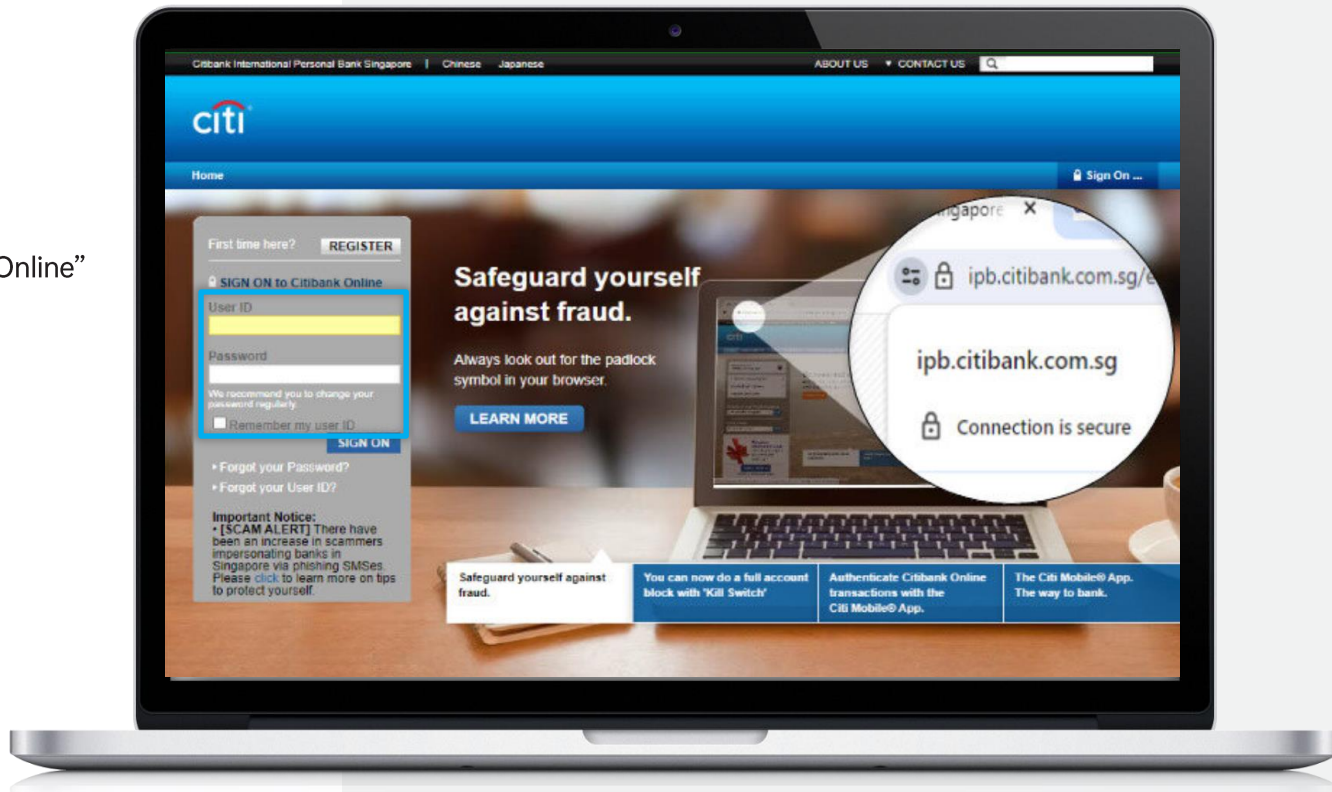 Online”
Citibank International Personal Bank Singapore | Chinese Japanese ABOUT US ▼ CONTACT US
citi
Home Sign On ...
First time here? REGISTER
SIGN ON to Citibank Online
User ID
Password
We recommend you to change your
password regularly.
Remember my user ID
SIGN ON
Forgot your Password?
Forgot your User ID?
Important Notice:
• [SCAM ALERT] There have
been an increase in scammers
impersonating banks in
Singapore via phishing SMSes.
Please click to learn more on tips
to protect yourself.
Safeguard yourself
against fraud.
Always look out for the padlock
symbol in your browser.
LEARN MORE
ngapore X
ipb.citibank.com.sg/e
ipb.citibank.com.sg
Connection is secure
Safeguard yourself against
fraud.
You can now do a full account
block with 'Kill Switch'
Authenticate Citibank Online
transactions with the
Citi Mobile® App.
The Citi Mobile® App.
The way to bank.